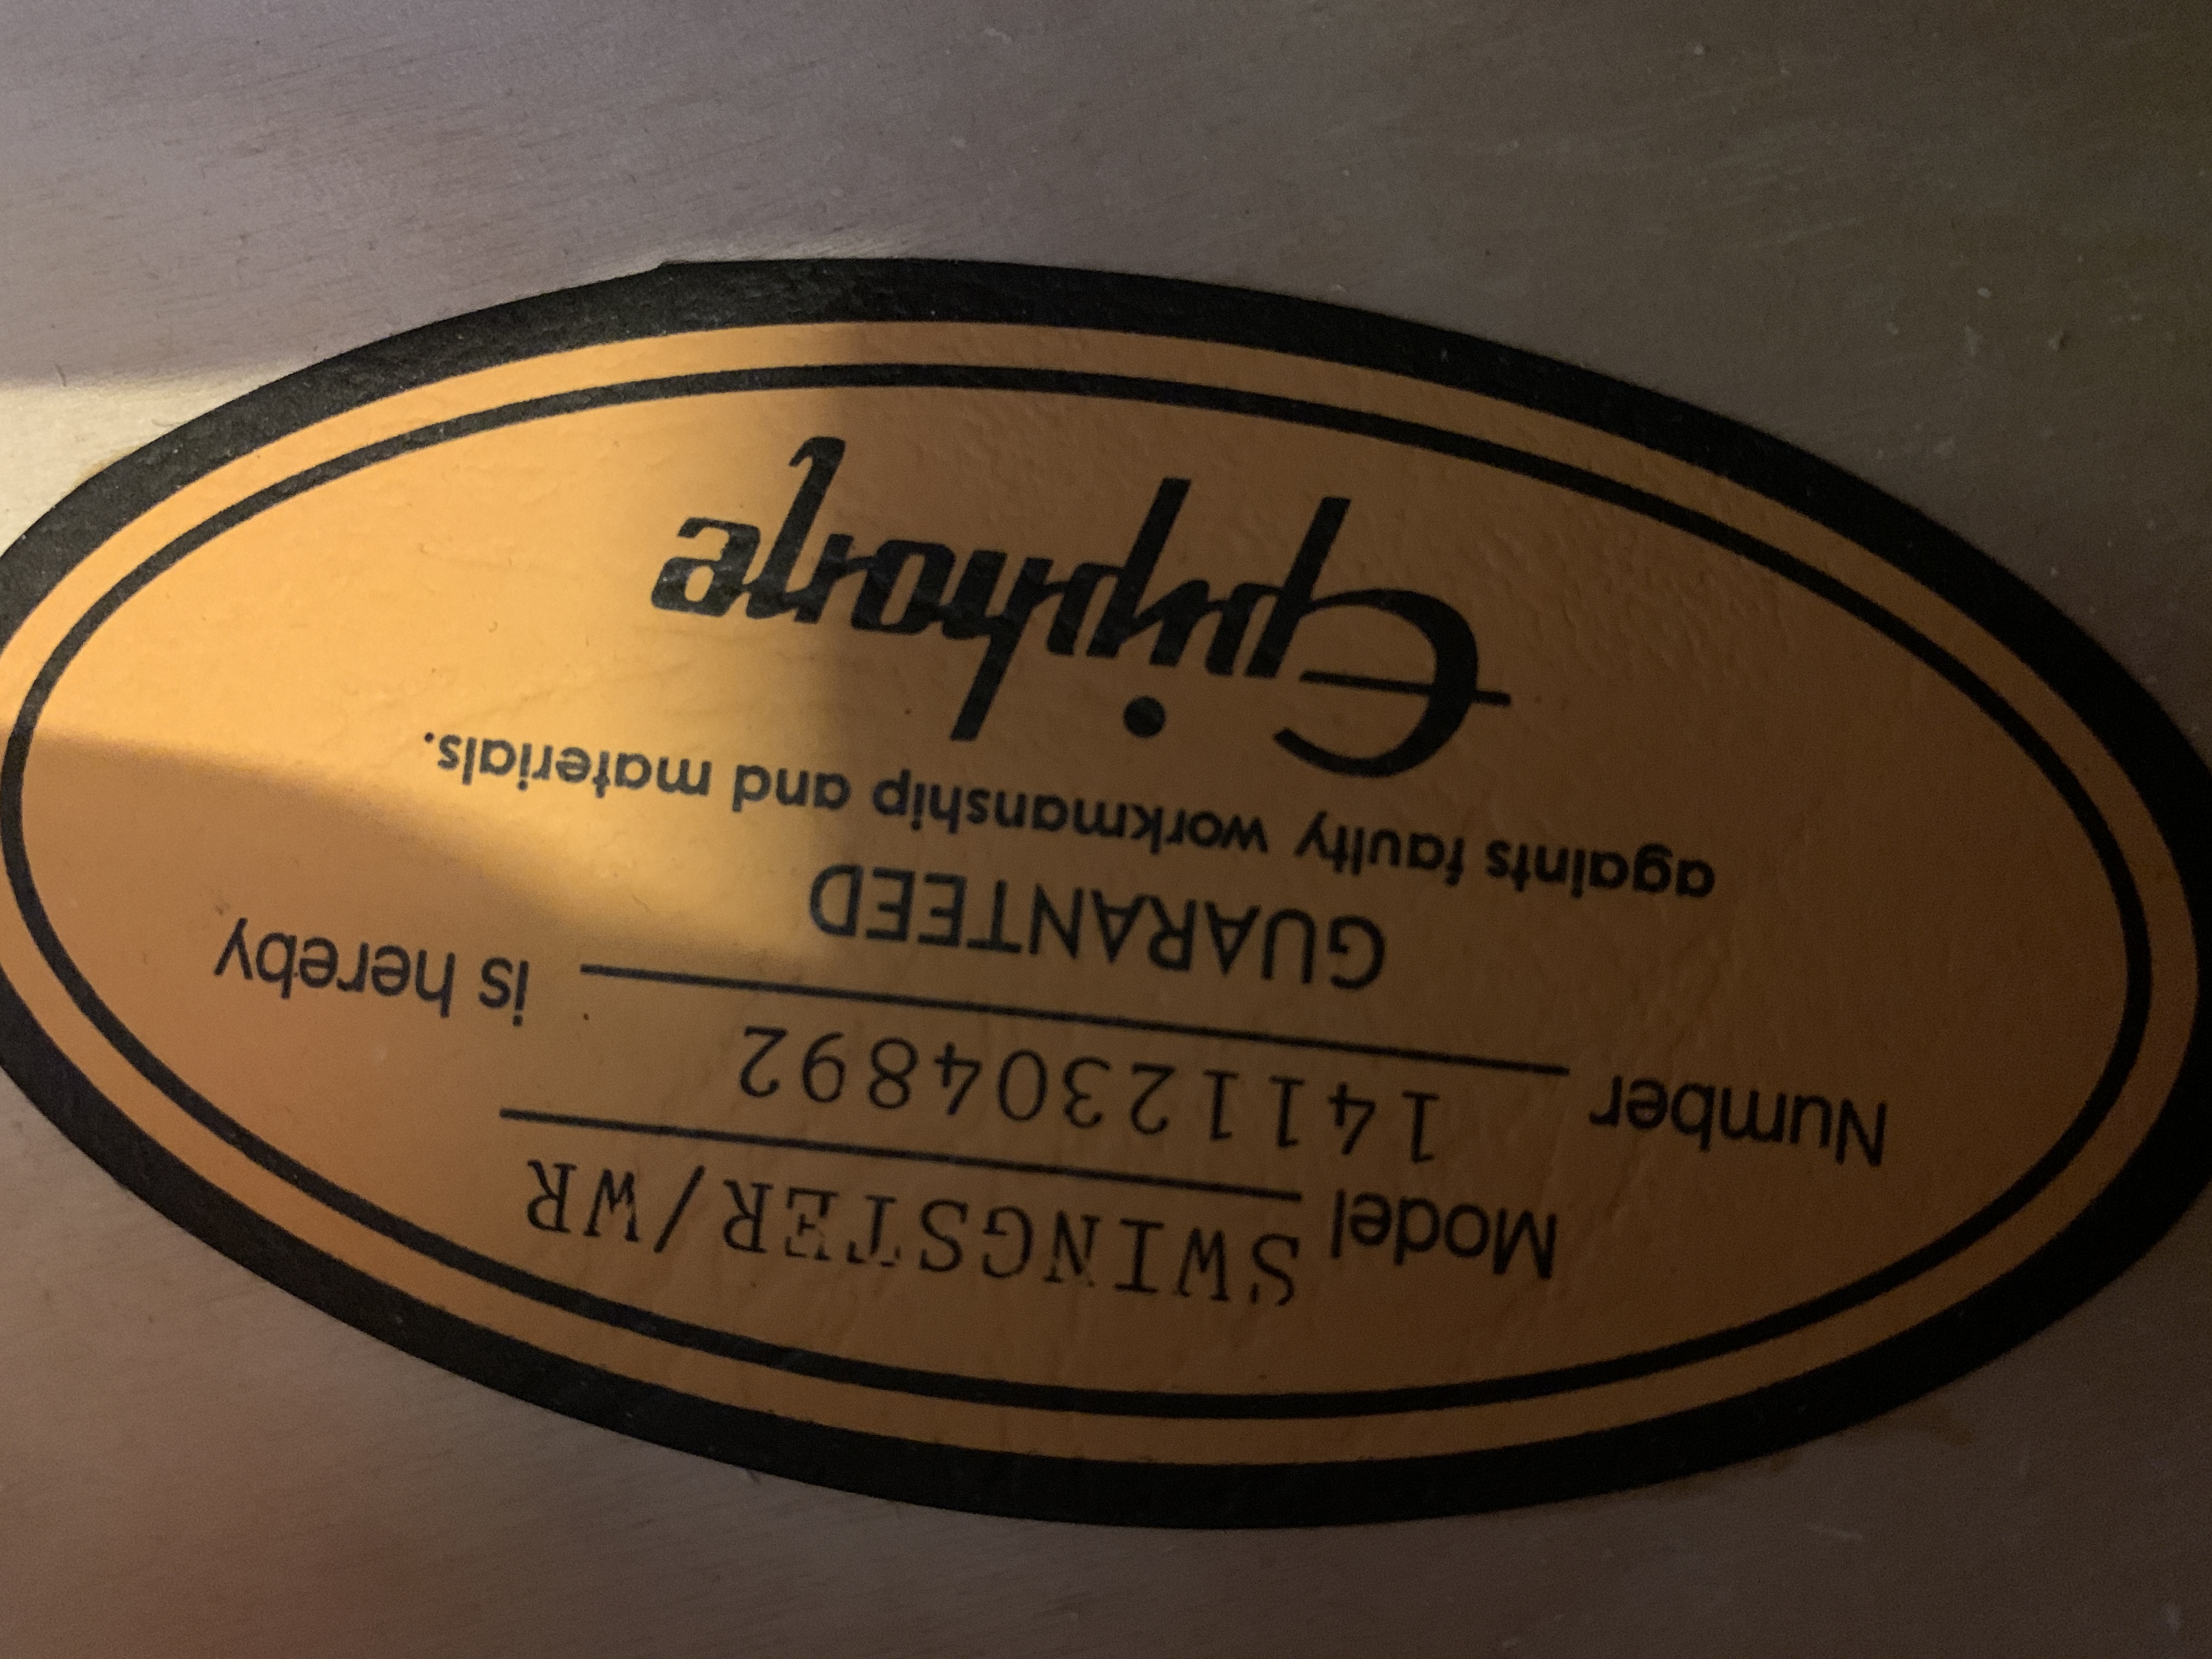 Model SWINGSTER/WR
Number 14112304892 is hereby
GUARANTEED
againts faulty workmanship and materials.
Epiphone